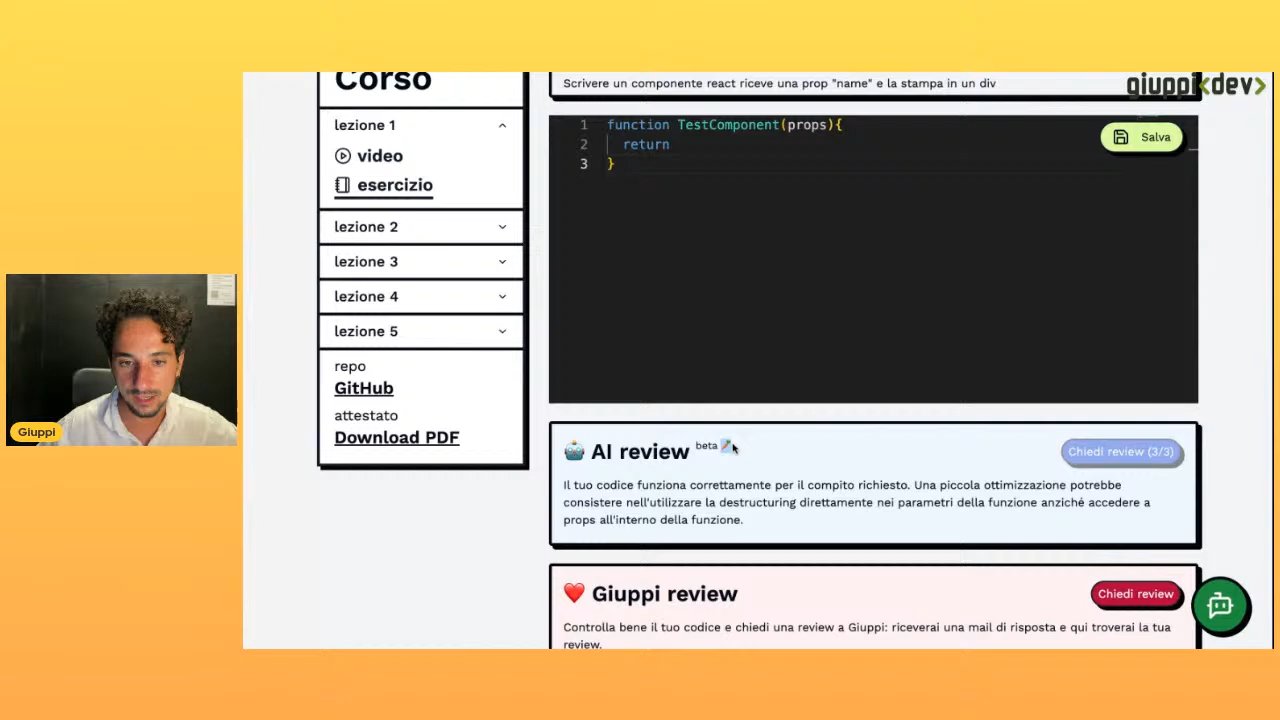 giuppi<dev>
Corso
lezione 1
video
esercizio
lezione 2
lezione 3
lezione 4
lezione 5
repo
GitHub
attestato
Download PDF
Scrivere un componente react riceve una prop "name" e la stampa in un div
1 function TestComponent(props){
2 return
3 }
Salva
AI review beta
Chiedi review (3/3)
Il tuo codice funziona correttamente per il compito richiesto. Una piccola ottimizzazione potrebbe
consistere nell'utilizzare la destructuring direttamente nei parametri della funzione anziché accedere a
props all'interno della funzione.
Giuppi review
Chiedi review
Controlla bene il tuo codice e chiedi una review a Giuppi: riceverai una mail di risposta e qui troverai la tua
review.
Giuppi